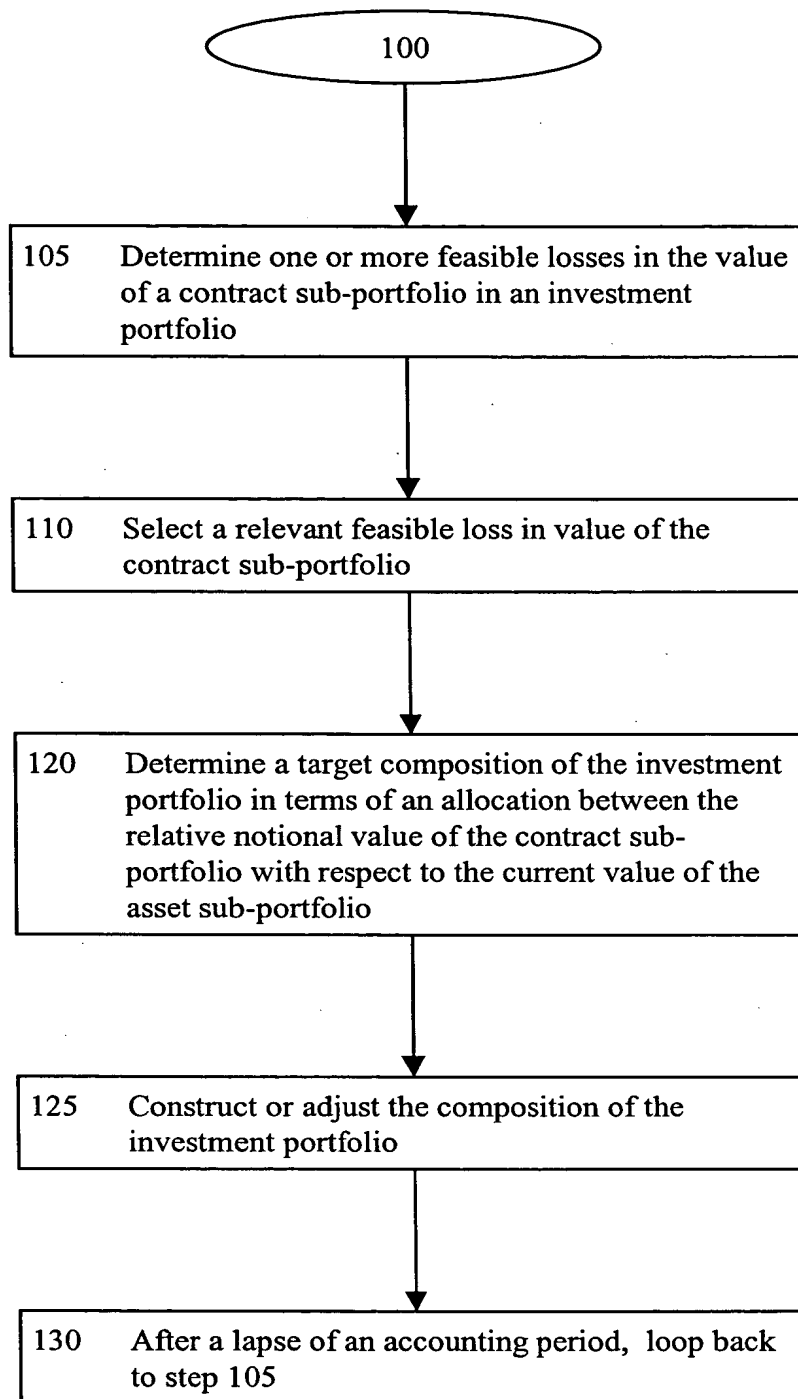 100
105 Determine one or more feasible losses in the value
of a contract sub-portfolio in an investment
portfolio
110 Select a relevant feasible loss in value of the
contract sub-portfolio
120 Determine a target composition of the investment
portfolio in terms of an allocation between the
relative notional value of the contract sub-
portfolio with respect to the current value of the
asset sub-portfolio
125 Construct or adjust the composition of the
investment portfolio
130 After a lapse of an accounting period, loop back
to step 105